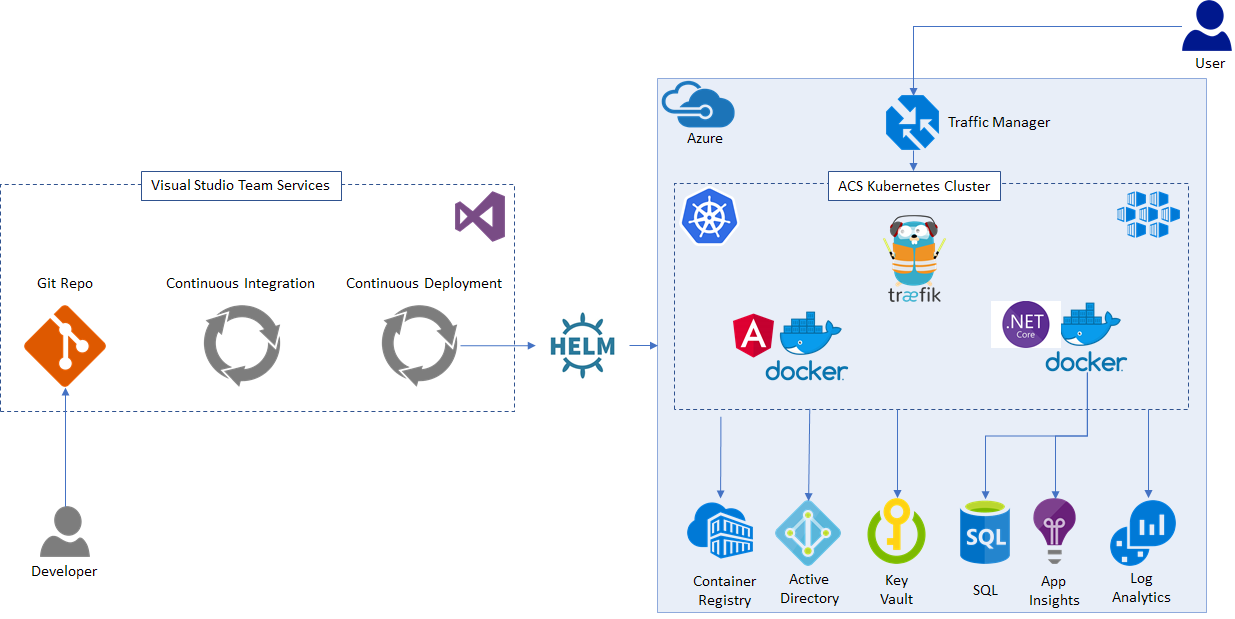 User
Azure
Traffic Manager
Visual Studio Team Services
ACS Kubernetes Cluster
træfik
Git Repo
Continuous Integration
Continuous Deployment
HELM
docker
.NET
Core
docker
SQL
Developer
Container
Registry
Active
Directory
Key
Vault
SQL
App
Insights
Log
Analytics